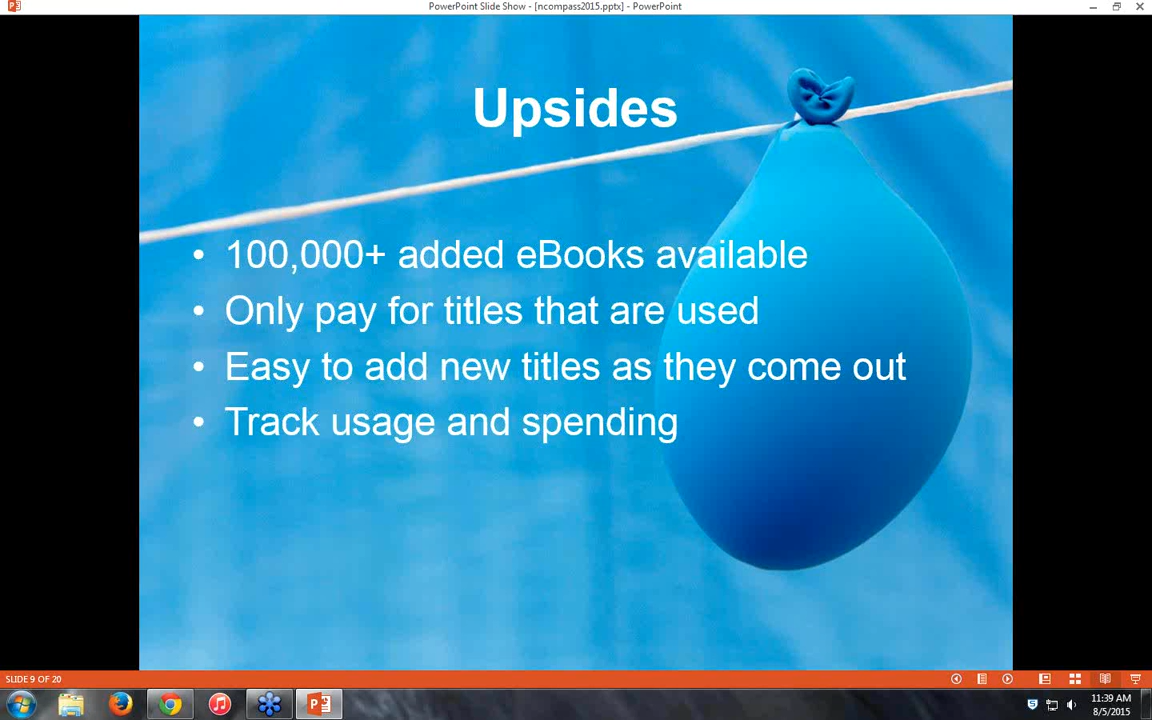 PowerPoint Slide Show - [ncompass2015.pptx] - PowerPoint
Upsides
• 100,000+ added eBooks available
• Only pay for titles that are used
• Easy to add new titles as they come out
• Track usage and spending
SLIDE 9 OF 20
11:39 AM
8/5/2015